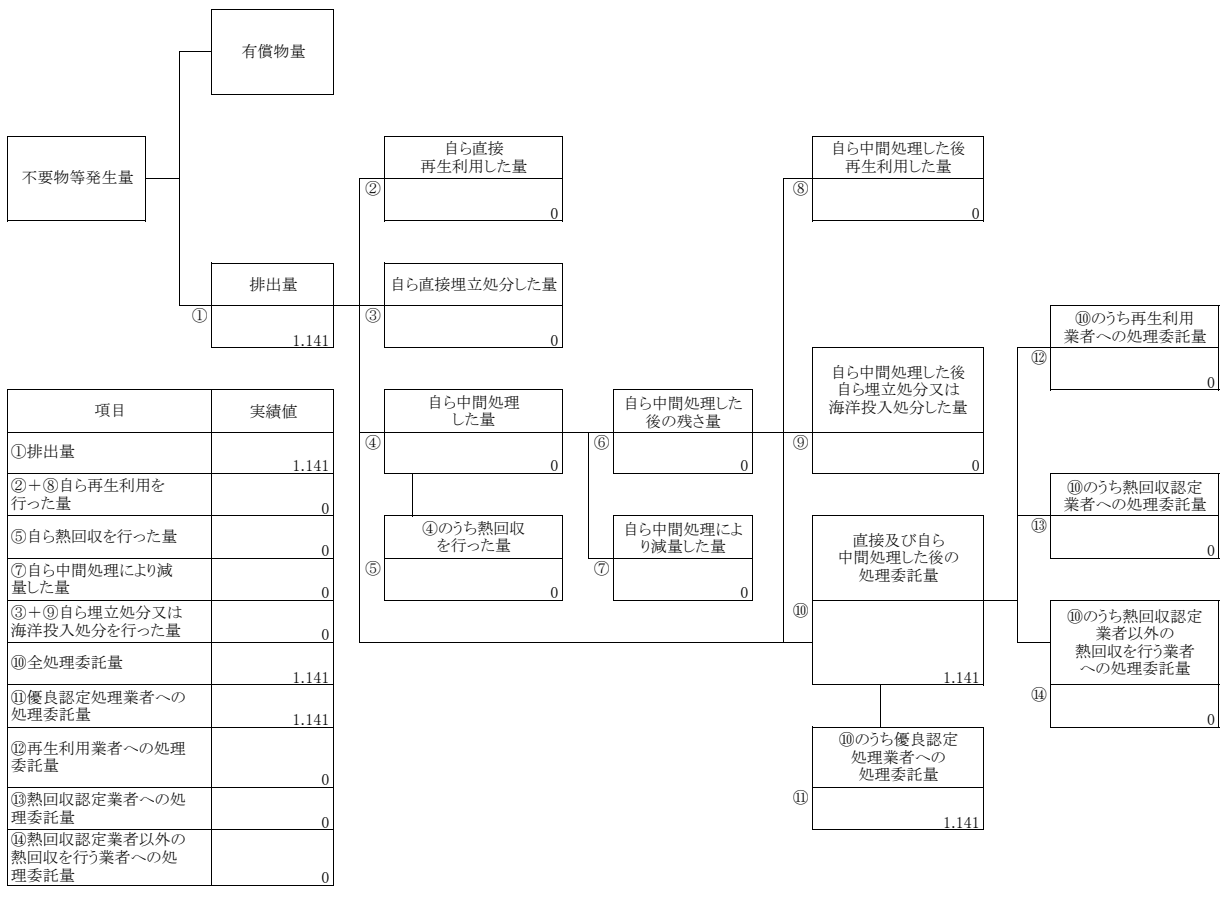 有償物量
不要物等発生量
自ら直接
再生利用した量
②
0
自ら中間処理した後
再生利用した量
⑧
0
排出量
①
1.141
自ら直接埋立処分した量
③
0
⑩のうち再生利用
業者への処理委託量
⑫
0
自ら中間処理
した量
④
0
自ら中間処理した
後の残さ量
⑥
0
自ら中間処理した後
自ら埋立処分又は
海洋投入処分した量
⑨
0
⑩のうち熱回収認定
業者への処理委託量
⑬
0
④のうち熱回収
を行った量
⑤
0
自ら中間処理によ
り減量した量
⑦
0
直接及び自ら
中間処理した後の
処理委託量
⑩
1.141
⑩のうち熱回収認定
業者以外の
熱回収を行う業者
への処理委託量
⑭
0
⑩のうち優良認定
処理業者への
処理委託量
⑪
1.141
項目 実績値
①排出量
1.141
②+⑧自ら再生利用を
行った量
0
⑤自ら熱回収を行った量
0
⑦自ら中間処理により減
量した量
0
③+⑨自ら埋立処分又は
海洋投入処分を行った量
0
⑩全処理委託量
1.141
⑪優良認定処理業者への
処理委託量
1.141
⑫再生利用業者への処理
委託量
0
⑬熱回収認定業者への処
理委託量
0
⑭熱回収認定業者以外の
熱回収を行う業者への処
理委託量
0